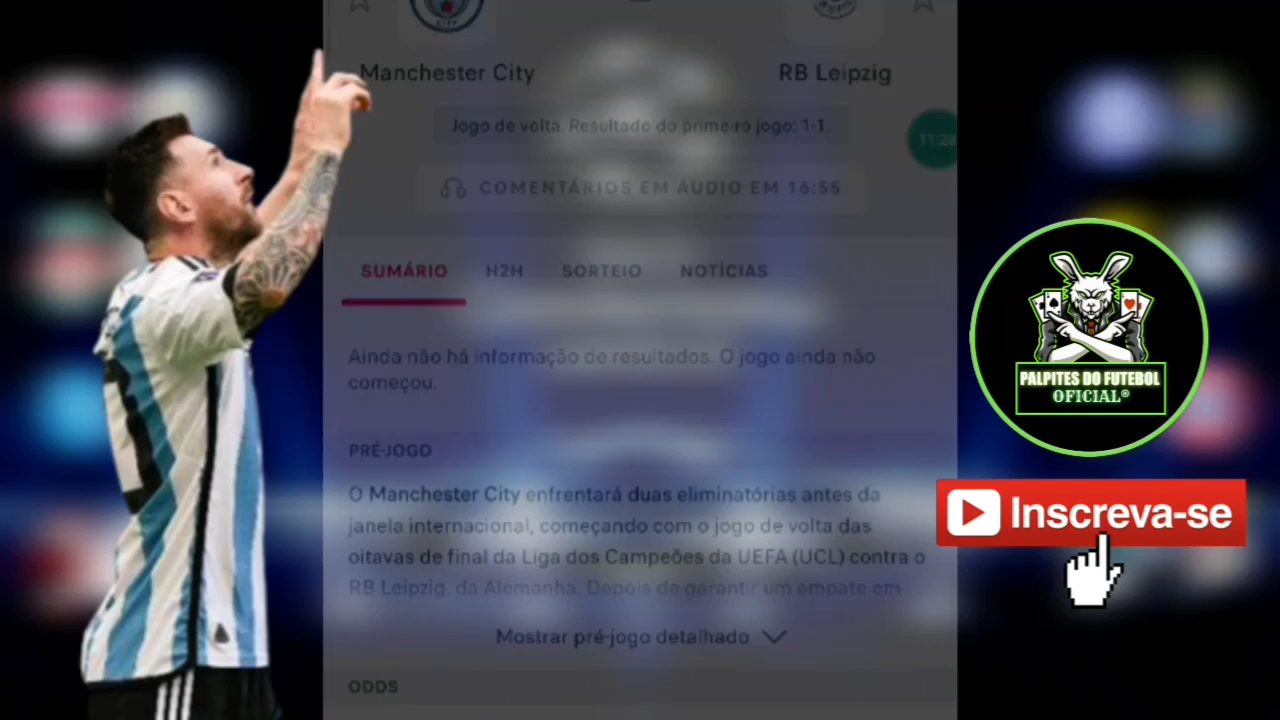 CITY
Manchester City
RB Leipzig
Jogo de volta. Resultado do primeiro jogo: 1-1.
11:28
COMENTÁRIOS EM ÁUDIO EM 16:55
SUMÁRIO H2H SORTEIO NOTÍCIAS
Ainda não há informação de resultados. O jogo ainda não
começou.
PRÉ-JOGO
O Manchester City enfrentará duas eliminatórias antes da
janela internacional, começando com o jogo de volta das
oitavas de final da Liga dos Campeões da UEFA (UCL) contra o
RB Leipzig, da Alemanha. Depois de garantir um empate em
Mostrar pré-jogo detalhado
ODDS
PALPITES DO FUTEBOL
OFICIAL®
Inscreva-se